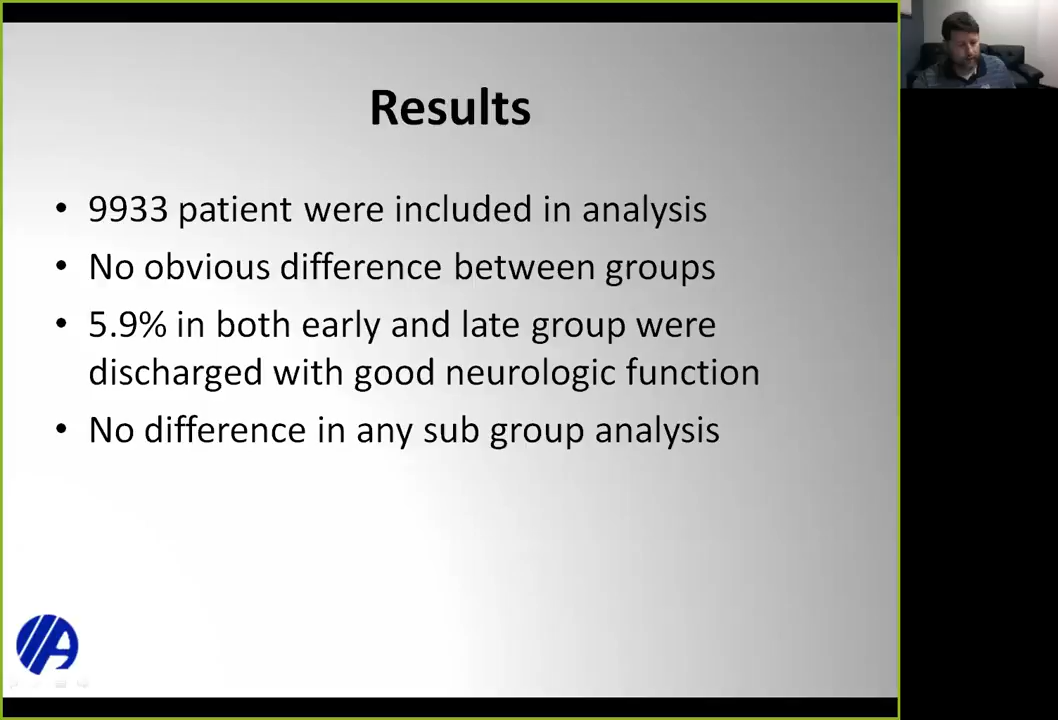 Results
• 9933 patient were included in analysis
• No obvious difference between groups
• 5.9% in both early and late group were
discharged with good neurologic function
• No difference in any sub group analysis
A